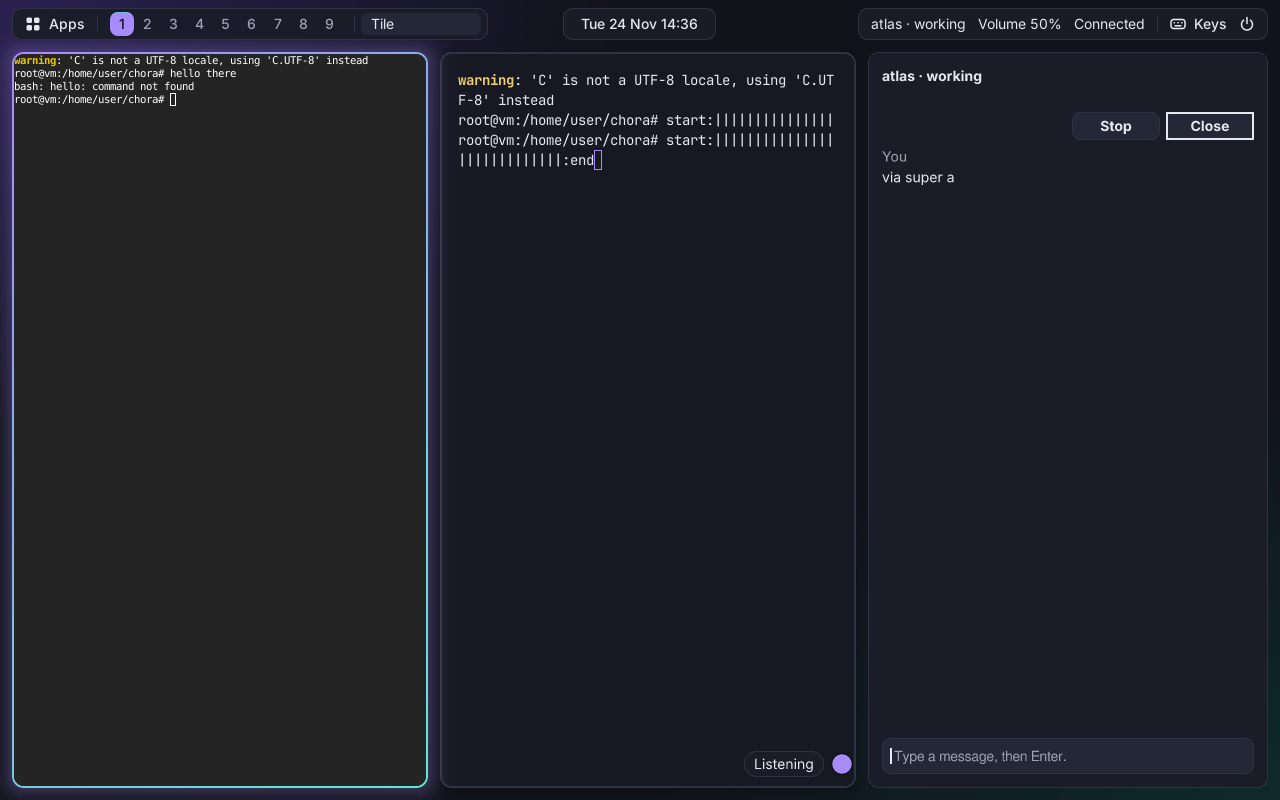 Apps 1 2 3 4 5 6 7 8 9 Tile
Tue 24 Nov 14:36
atlas · working Volume 50% Connected Keys
warning: 'C' is not a UTF-8 locale, using 'C.UTF-8' instead
root@vm:/home/user/chora# hello there
bash: hello: command not found
root@vm:/home/user/chora#
warning: 'C' is not a UTF-8 locale, using 'C.UT
F-8' instead
root@vm:/home/user/chora# start:|||||||||||||||
root@vm:/home/user/chora# start:|||||||||||||||
|||||||||||||:end
Listening
atlas · working
Stop Close
You
via super a
Type a message, then Enter.